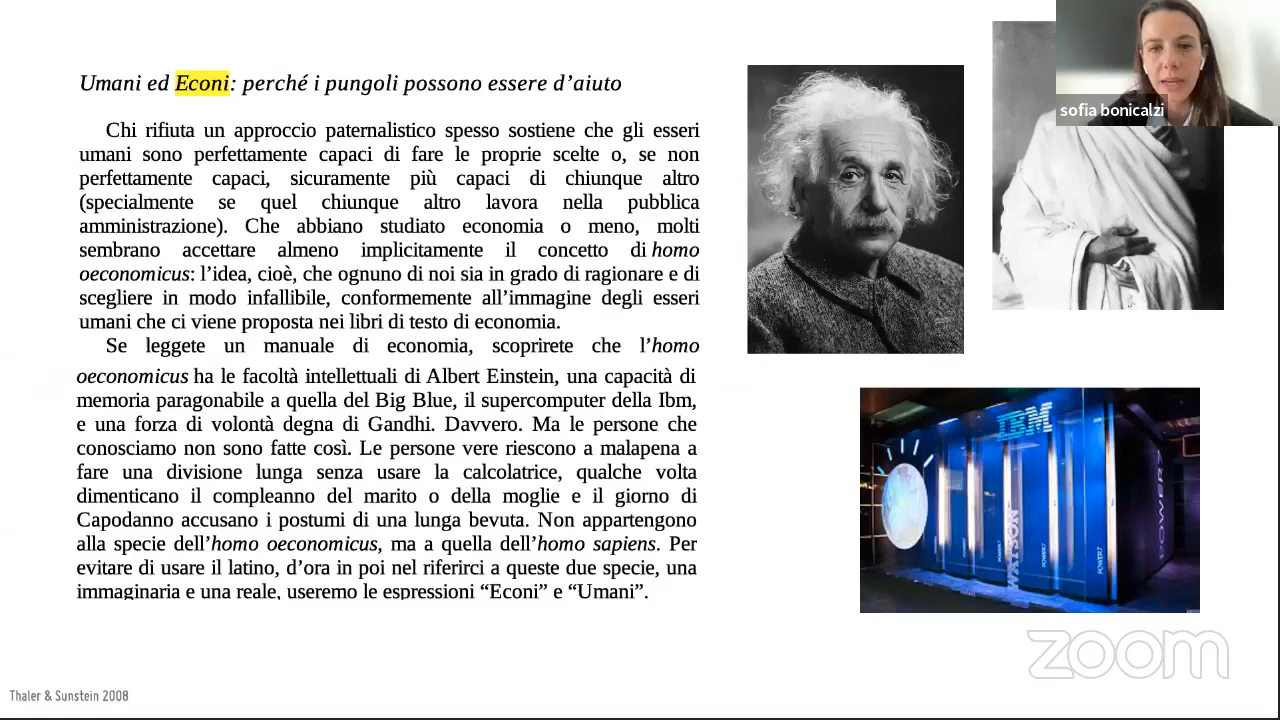 Umani ed Econi: perché i pungoli possono essere d’aiuto
Chi rifiuta un approccio paternalistico spesso sostiene che gli esseri
umani sono perfettamente capaci di fare le proprie scelte o, se non
perfettamente capaci, sicuramente più capaci di chiunque altro
(specialmente se quel chiunque altro lavora nella pubblica
amministrazione). Che abbiano studiato economia o meno, molti
sembrano accettare almeno implicitamente il concetto di homo
oeconomicus: l’idea, cioè, che ognuno di noi sia in grado di ragionare e di
scegliere in modo infallibile, conformemente all’immagine degli esseri
umani che ci viene proposta nei libri di testo di economia.
Se leggete un manuale di economia, scoprirete che l’homo
oeconomicus ha le facoltà intellettuali di Albert Einstein, una capacità di
memoria paragonabile a quella del Big Blue, il supercomputer della Ibm,
e una forza di volontà degna di Gandhi. Davvero. Ma le persone che
conosciamo non sono fatte così. Le persone vere riescono a malapena a
fare una divisione lunga senza usare la calcolatrice, qualche volta
dimenticano il compleanno del marito o della moglie e il giorno di
Capodanno accusano i postumi di una lunga bevuta. Non appartengono
alla specie dell’homo oeconomicus, ma a quella dell’homo sapiens. Per
evitare di usare il latino, d’ora in poi nel riferirci a queste due specie, una
immaginaria e una reale, useremo le espressioni “Econi” e “Umani”.
sofia bonicalzi
IBM
WATSON
POWER7
POWER7
POWER7
zoom
Thaler & Sunstein 2008